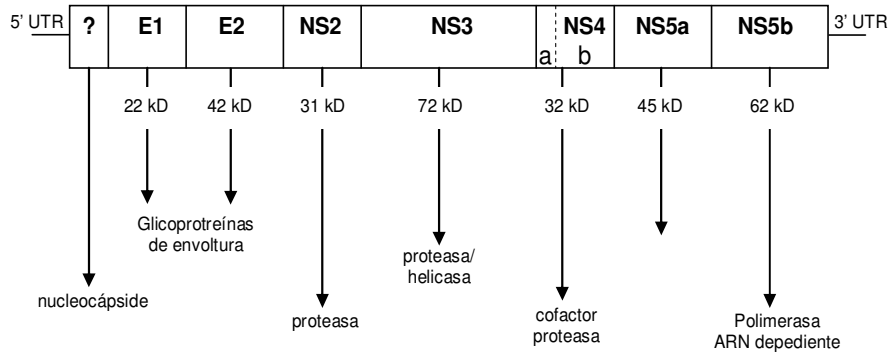 5' UTR
? E1 E2 NS2 NS3 NS4 NS5a NS5b
3' UTR
a b
22 kD 42 kD 31 kD 72 kD 32 kD 45 kD 62 kD
Glicoprotreínas
de envoltura
nucleocápside
proteasa
proteasa/
helicasa
cofactor
proteasa
Polimerasa
ARN depediente